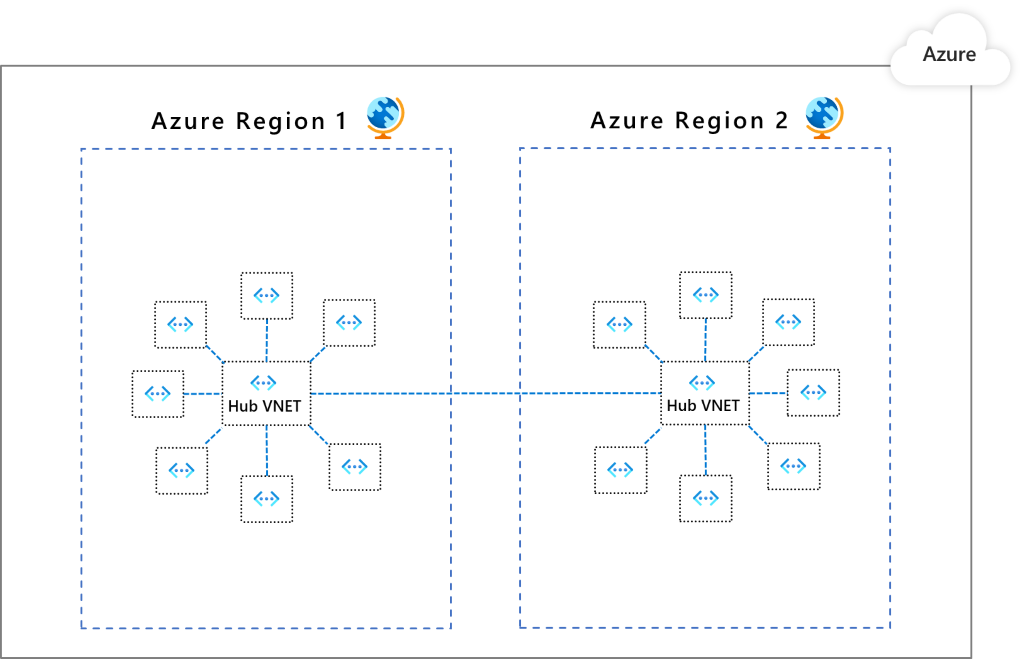 Azure
Azure Region 1
Azure Region 2
Hub VNET
Hub VNET